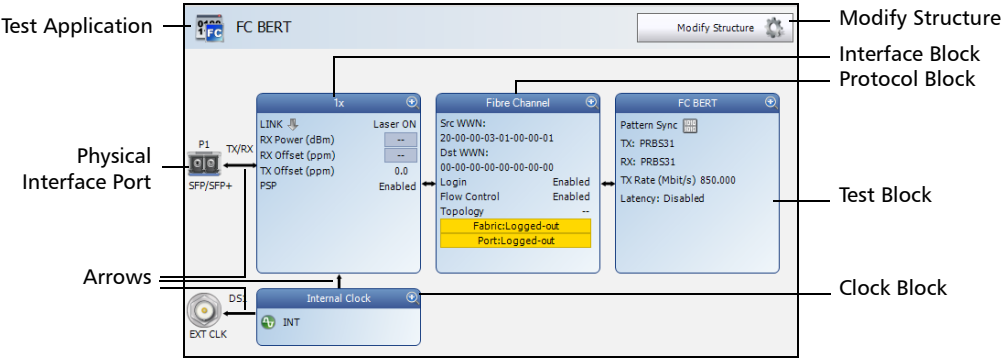 Test Application
FC BERT
Modify Structure
Modify Structure
Interface Block
Protocol Block
1x
LINK
Laser ON
RX Power (dBm)
--
RX Offset (ppm)
--
TX Offset (ppm)
0.0
PSP
Enabled
Fibre Channel
Src WWN:
20-00-00-03-01-00-00-01
Dst WWN:
00-00-00-00-00-00-00-00
Login
Enabled
Flow Control
Enabled
Topology
--
Fabric:Logged-out
Port:Logged-out
FC BERT
Pattern Sync
TX: PRBS31
RX: PRBS31
TX Rate (Mbit/s) 850.000
Latency: Disabled
P1
TX/RX
SFP/SFP+
Physical
Interface Port
Test Block
Arrows
DS1
EXT CLK
Internal Clock
INT
Clock Block